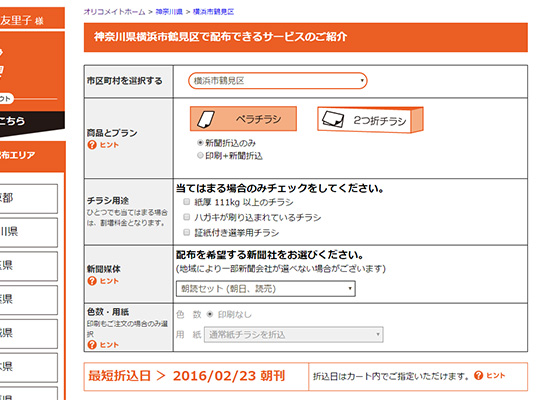 オリコメイトホーム > 神奈川県 > 横浜市鶴見区
友里子 様
神奈川県横浜市鶴見区で配布できるサービスのご紹介
市区町村を選択する
横浜市鶴見区
こちら
布エリア
商品とプラン
ヒント
ペラチラシ
2つ折チラシ
新聞折込のみ
印刷+新聞折込
チラシ用途
ひとつでも当てはまる場合は、割増料金となります。
当てはまる場合のみチェックをしてください。
紙厚 111kg 以上のチラシ
ハガキが刷り込まれているチラシ
証紙付き選挙用チラシ
新聞媒体
ヒント
配布を希望する新聞社をお選びください。
(地域により一部新聞会社が選べない場合がございます)
朝読セット (朝日、読売)
色数・用紙
印刷もご注文の場合のみ選択
ヒント
色 数 印刷なし
用 紙 通常紙チラシを折込
最短折込日 > 2016/02/23 朝刊
折込日はカート内でご指定いただけます。 ヒント
京都
川県
県
県
県
県